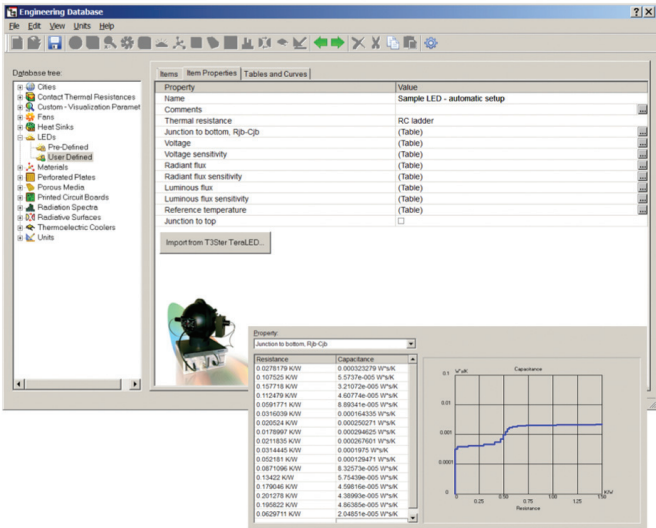 Engineering Database
File Edit View Units Help
Database tree:
Cities
Contact Thermal Resistances
Custom - Visualization Paramet
Fans
Heat Sinks
LEDs
Pre-Defined
User Defined
Materials
Perforated Plates
Porous Media
Printed Circuit Boards
Radiation Spectra
Radiative Surfaces
Thermoelectric Coolers
Units
Items Item Properties Tables and Curves
Property Value
Name Sample LED - automatic setup
Comments
Thermal resistance RC ladder
Junction to bottom, Rjb-Cjb (Table)
Voltage (Table)
Voltage sensitivity (Table)
Radiant flux (Table)
Radiant flux sensitivity (Table)
Luminous flux (Table)
Luminous flux sensitivity (Table)
Reference temperature (Table)
Junction to top
Import from T3Ster TeraLED...
Property:
Junction to bottom, Rjb-Cjb
Resistance Capacitance
0.0278179 K/W 0.000323279 W*s/K
0.107525 K/W 5.5737e-005 W*s/K
0.157718 K/W 3.21072e-005 W*s/K
0.112479 K/W 4.60774e-005 W*s/K
0.0591771 K/W 8.89341e-005 W*s/K
0.0316039 K/W 0.000164335 W*s/K
0.020524 K/W 0.000250271 W*s/K
0.0178997 K/W 0.000294625 W*s/K
0.0211835 K/W 0.000267601 W*s/K
0.0314445 K/W 0.0001975 W*s/K
0.052181 K/W 0.000129471 W*s/K
0.0871096 K/W 8.32573e-005 W*s/K
0.13422 K/W 5.75439e-005 W*s/K
0.179046 K/W 4.59816e-005 W*s/K
0.201278 K/W 4.38993e-005 W*s/K
0.195822 K/W 4.86385e-005 W*s/K
0.0629711 K/W 2.04851e-005 W*s/K
Capacitance
0.1 W*s/K
0.01
0.001
0.0001
0
0 0.25 0.50 0.75 1.00 1.25 1.50 K/W
Resistance